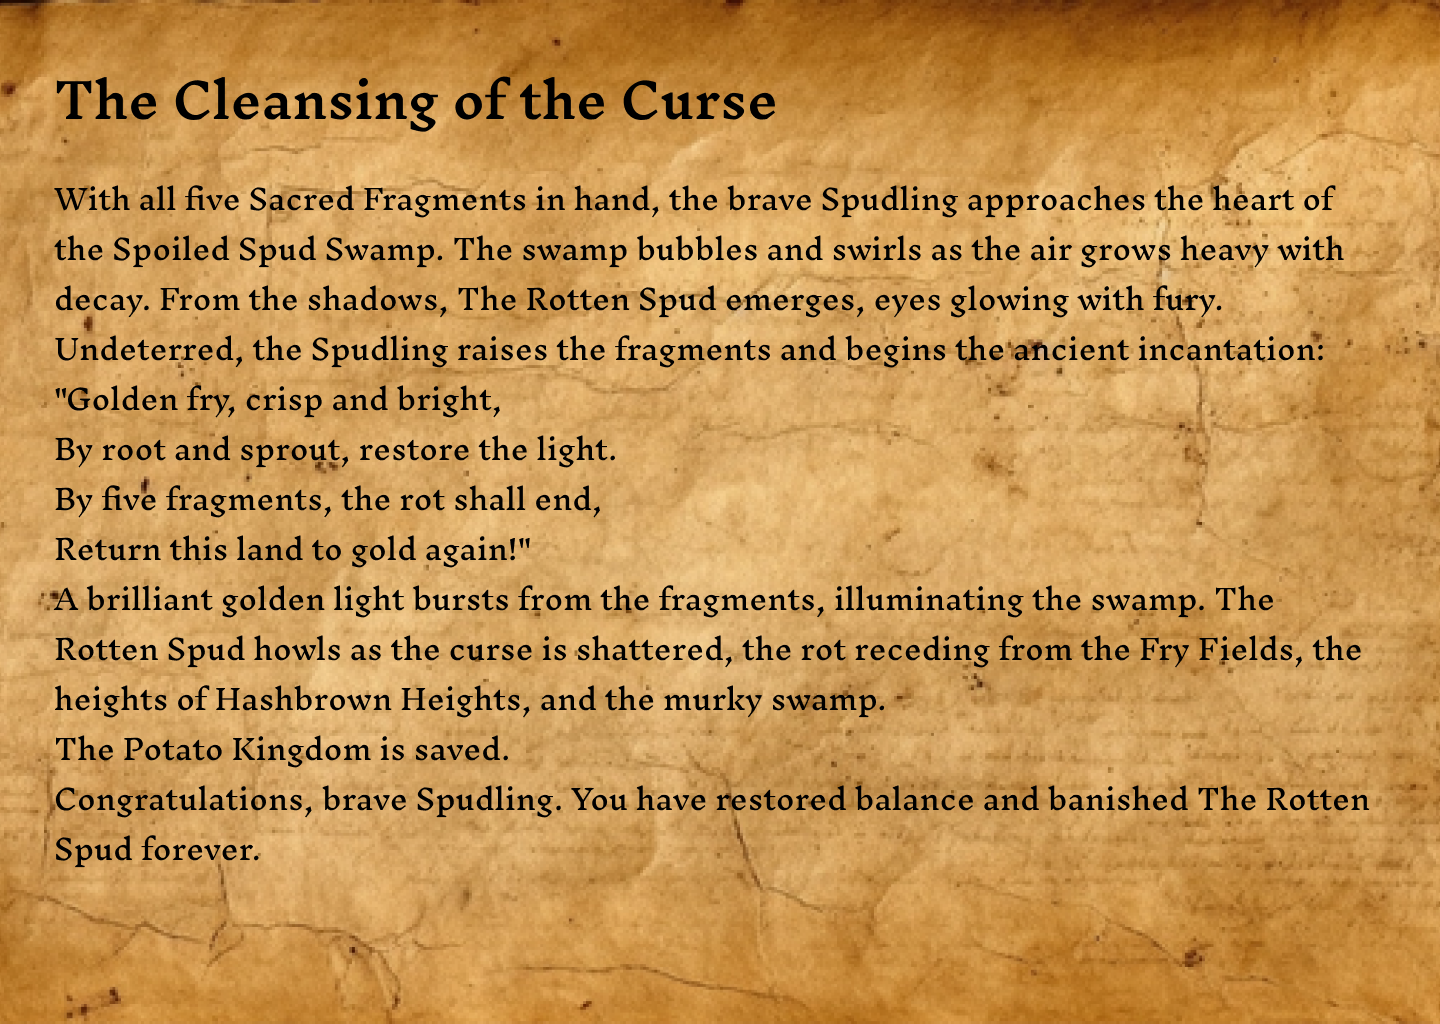 The Cleansing of the Curse
With all five Sacred Fragments in hand, the brave Spudling approaches the heart of
the Spoiled Spud Swamp. The swamp bubbles and swirls as the air grows heavy with
decay. From the shadows, The Rotten Spud emerges, eyes glowing with fury.
Undeterred, the Spudling raises the fragments and begins the ancient incantation:
"Golden fry, crisp and bright,
By root and sprout, restore the light.
By five fragments, the rot shall end,
Return this land to gold again!"
A brilliant golden light bursts from the fragments, illuminating the swamp. The
Rotten Spud howls as the curse is shattered, the rot receding from the Fry Fields, the
heights of Hashbrown Heights, and the murky swamp.
The Potato Kingdom is saved.
Congratulations, brave Spudling. You have restored balance and banished The Rotten
Spud forever.